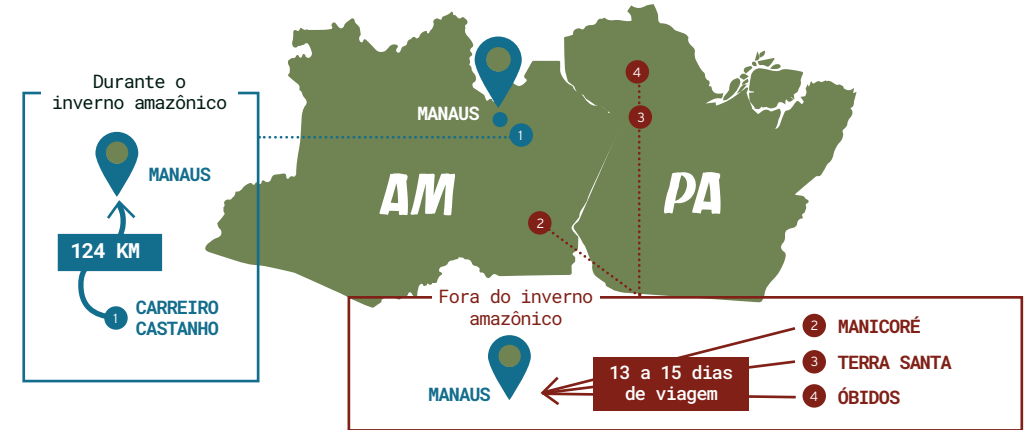 4
3
MANAUS
1
AM
PA
2
Durante o
inverno amazônico
MANAUS
124 KM
1
CARREIRO
CASTANHO
Fora do inverno
amazônico
MANAUS
13 a 15 dias
de viagem
2 MANICORÉ
3 TERRA SANTA
4 ÓBIDOS